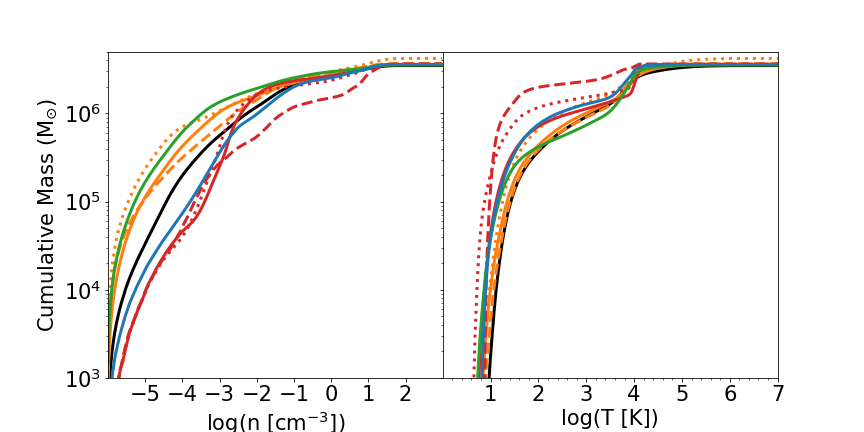 Cumulative Mass (M☉)
10⁶
10⁵
10⁴
10³
−5 −4 −3 −2 −1 0 1 2
log(n [cm⁻³])
1 2 3 4 5 6 7
log(T [K])